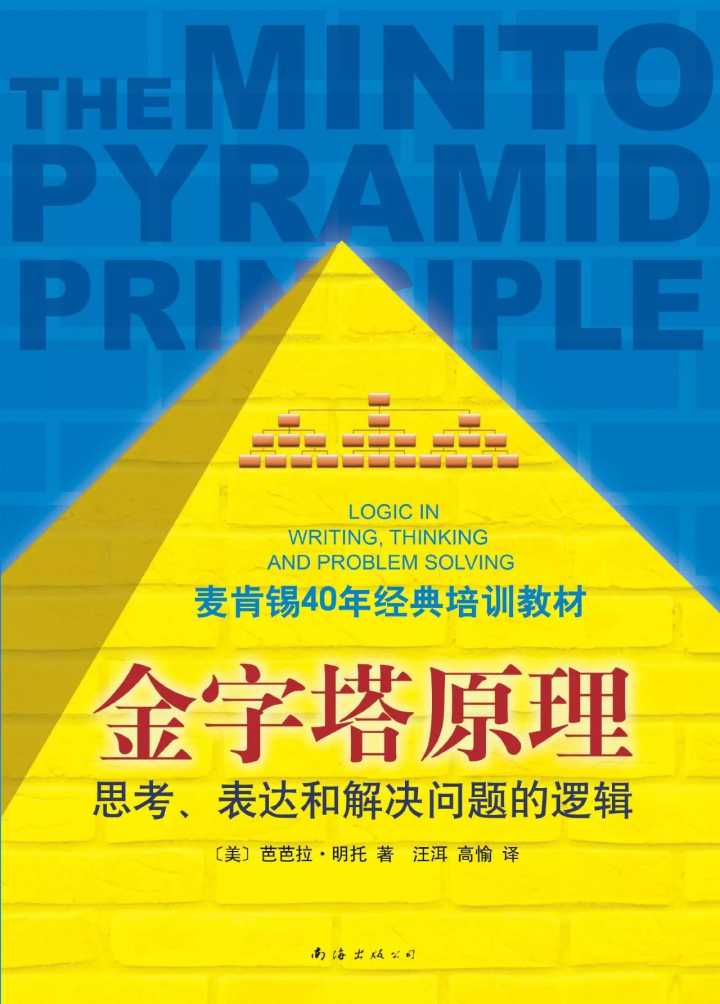 THE MINTO
PYRAMID
PRINCIPLE
LOGIC IN
WRITING, THINKING
AND PROBLEM SOLVING
麦肯锡40年经典培训教材
金字塔原理
思考、表达和解决问题的逻辑
〔美〕芭芭拉·明托 著 汪洱 高愉 译
南海出版公司